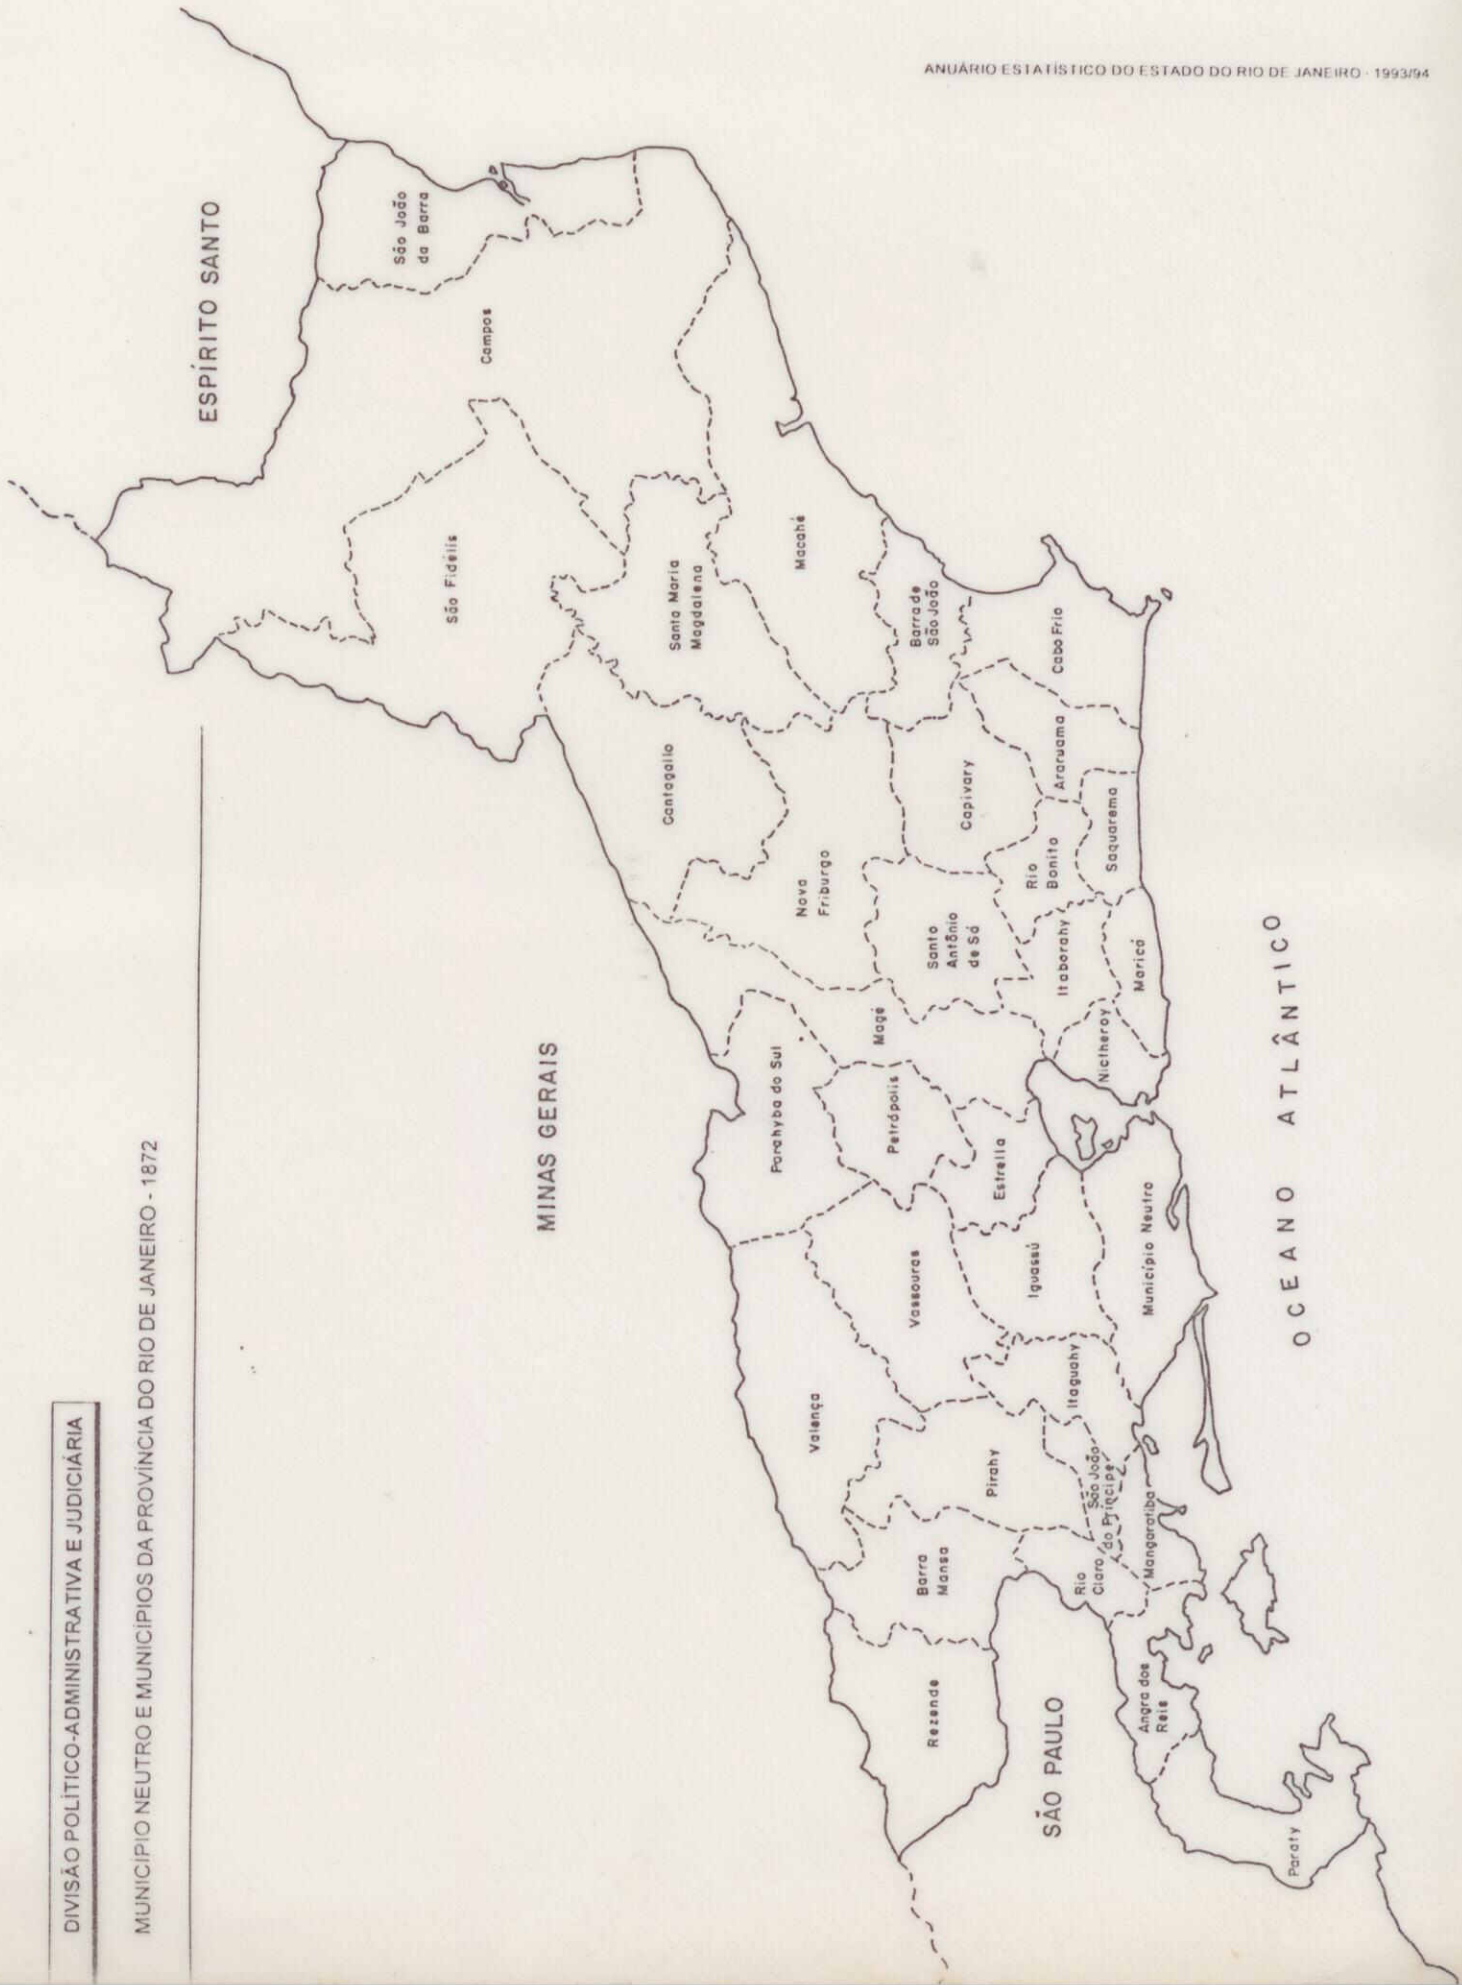 ANUÁRIO ESTATÍSTICO DO ESTADO DO RIO DE JANEIRO - 1993/94
DIVISÃO POLÍTICO-ADMINISTRATIVA E JUDICIÁRIA
MUNICÍPIO NEUTRO E MUNICÍPIOS DA PROVÍNCIA DO RIO DE JANEIRO - 1872
ESPÍRITO SANTO
MINAS GERAIS
SÃO PAULO
OCEANO ATLÂNTICO
São João
da Barra
Campos
São Fidélis
Santa Maria
Magdalena
Macahé
Barra de
São João
Cabo Frio
Cantagallo
Nova
Friburgo
Capivary
Araruama
Saquarema
Rio
Bonito
Santo
Antônio
de Sá
Itaborahy
Maricá
Nictheroy
Magé
Parahyba do Sul
Petrópolis
Estrella
Iguassú
Município Neutro
Vassouras
Valença
Itaguahy
Pirahy
São João
do Príncipe
Mangaratiba
Barra
Mansa
Rio
Claro
Rezende
Angra dos
Reis
Paraty